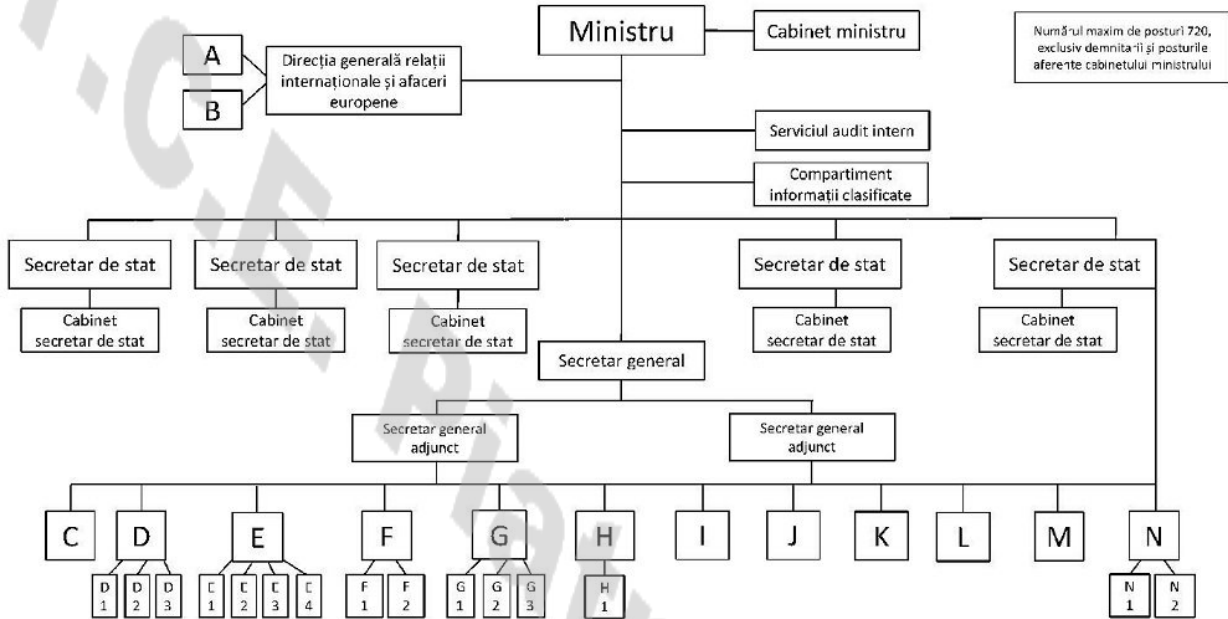 Ministru
Cabinet ministru
Numărul maxim de posturi 720,
exclusiv demnitarii și posturile
aferente cabinetului ministrului
A
B
Direcția generală relații
internaționale și afaceri
europene
Serviciul audit intern
Compartiment
informații clasificate
Secretar de stat
Secretar de stat
Secretar de stat
Secretar de stat
Secretar de stat
Cabinet
secretar de stat
Cabinet
secretar de stat
Cabinet
secretar de stat
Cabinet
secretar de stat
Cabinet
secretar de stat
Secretar general
Secretar general
adjunct
Secretar general
adjunct
C
D
E
F
G
H
I
J
K
L
M
N
D
1
D
2
D
3
E
1
E
2
E
3
E
4
F
1
F
2
G
1
G
2
G
3
H
1
N
1
N
2